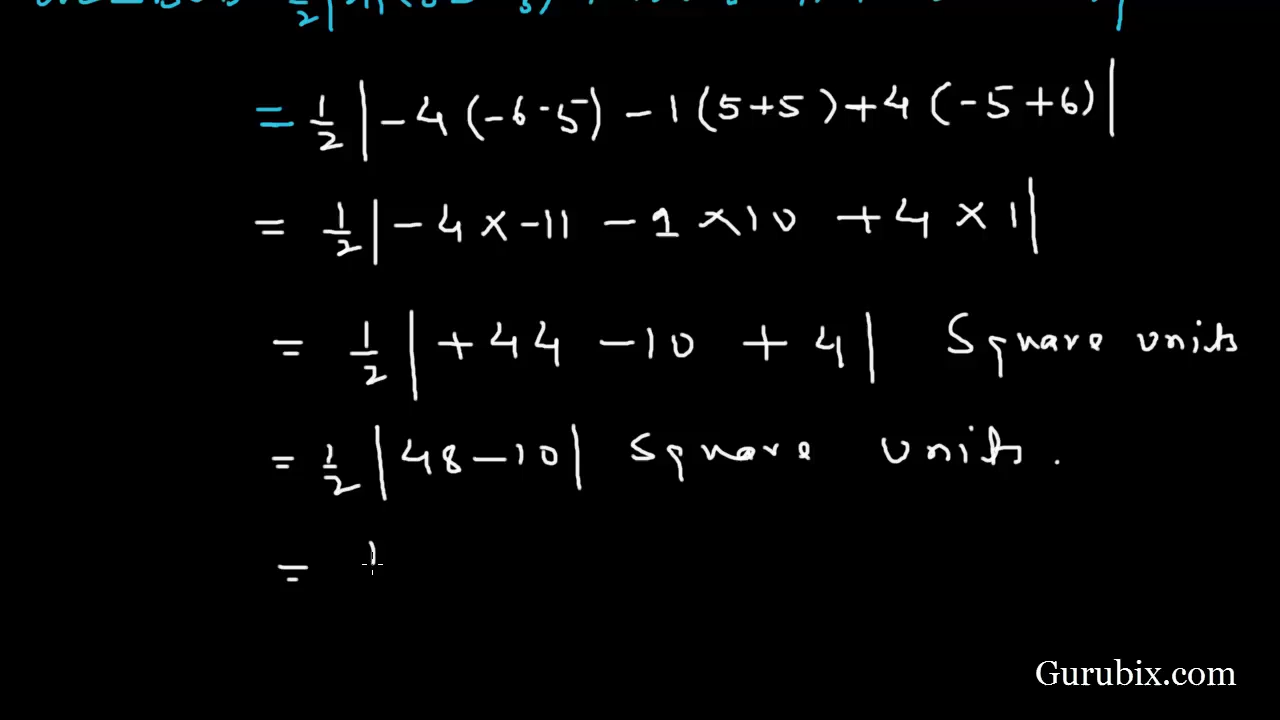 = 1/2 | -4 (-6-5) - 1 (5+5) + 4 (-5+6) |
= 1/2 | -4 × -11 - 1 × 10 + 4 × 1 |
= 1/2 | +44 -10 + 4 | Square units
= 1/2 | 48 - 10 | Square units.
= 1
Gurubix.com